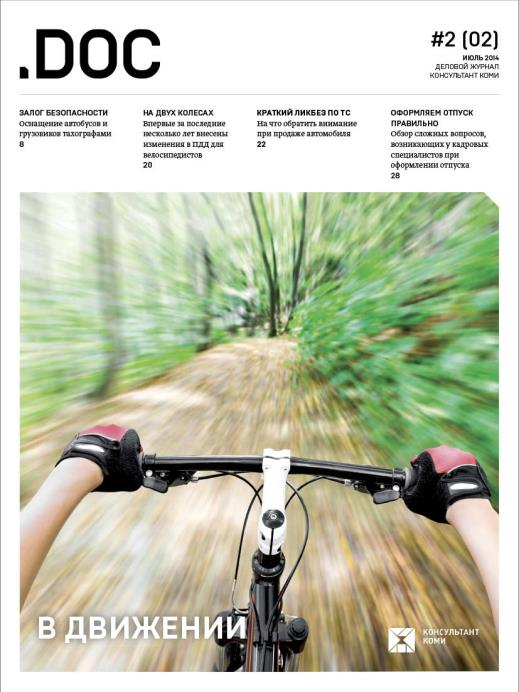 .DOC
#2 (02)
ИЮЛЬ 2014
ДЕЛОВОЙ ЖУРНАЛ
КОНСУЛЬТАНТ КОМИ
ЗАЛОГ БЕЗОПАСНОСТИ
Оснащение автобусов и
грузовиков тахографами
8
НА ДВУХ КОЛЕСАХ
Впервые за последние
несколько лет внесены
изменения в ПДД для
велосипедистов
20
КРАТКИЙ ЛИКБЕЗ ПО ТС
На что обратить внимание
при продаже автомобиля
22
ОФОРМЛЯЕМ ОТПУСК
ПРАВИЛЬНО
Обзор сложных вопросов,
возникающих у кадровых
специалистов при
оформлении отпуска
28
В ДВИЖЕНИИ
КОНСУЛЬТАНТ
КОМИ